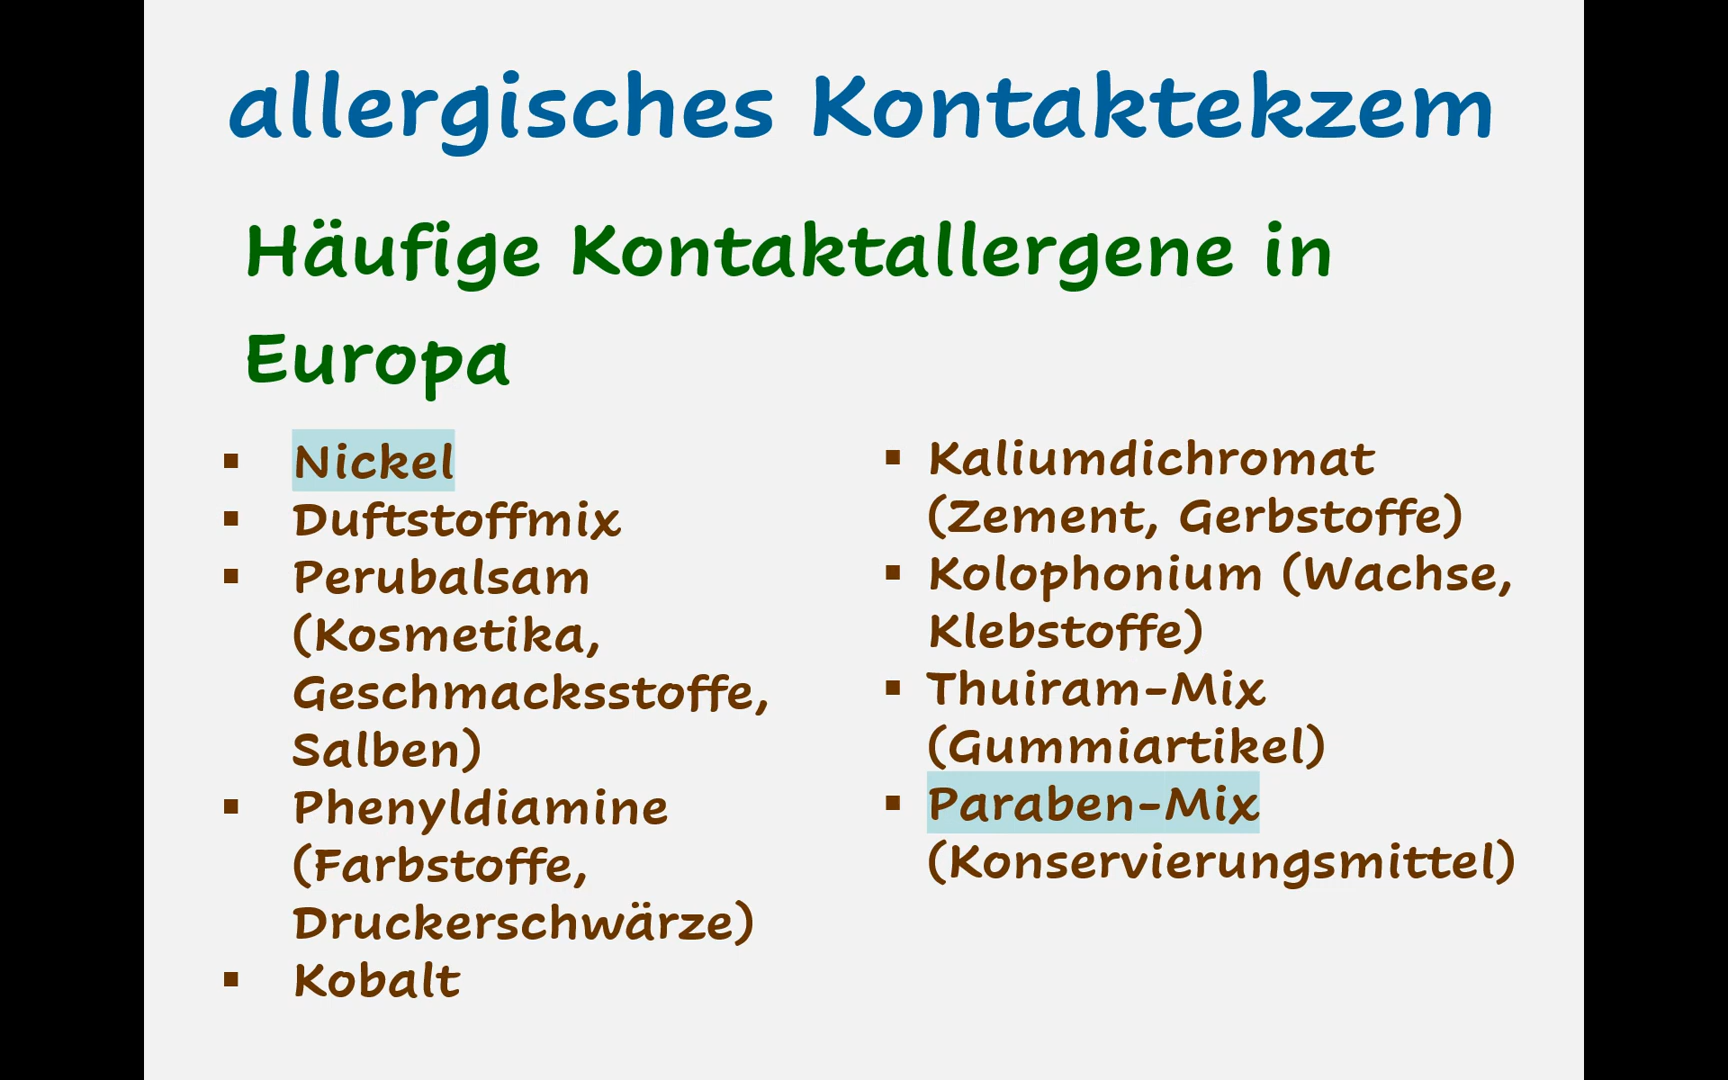 allergisches Kontaktekzem
Häufige Kontaktallergene in
Europa
▪ Nickel
▪ Duftstoffmix
▪ Perubalsam
(Kosmetika,
Geschmacksstoffe,
Salben)
▪ Phenyldiamine
(Farbstoffe,
Druckerschwärze)
▪ Kobalt
▪ Kaliumdichromat
(Zement, Gerbstoffe)
▪ Kolophonium (Wachse,
Klebstoffe)
▪ Thuiram-Mix
(Gummiartikel)
▪ Paraben-Mix
(Konservierungsmittel)